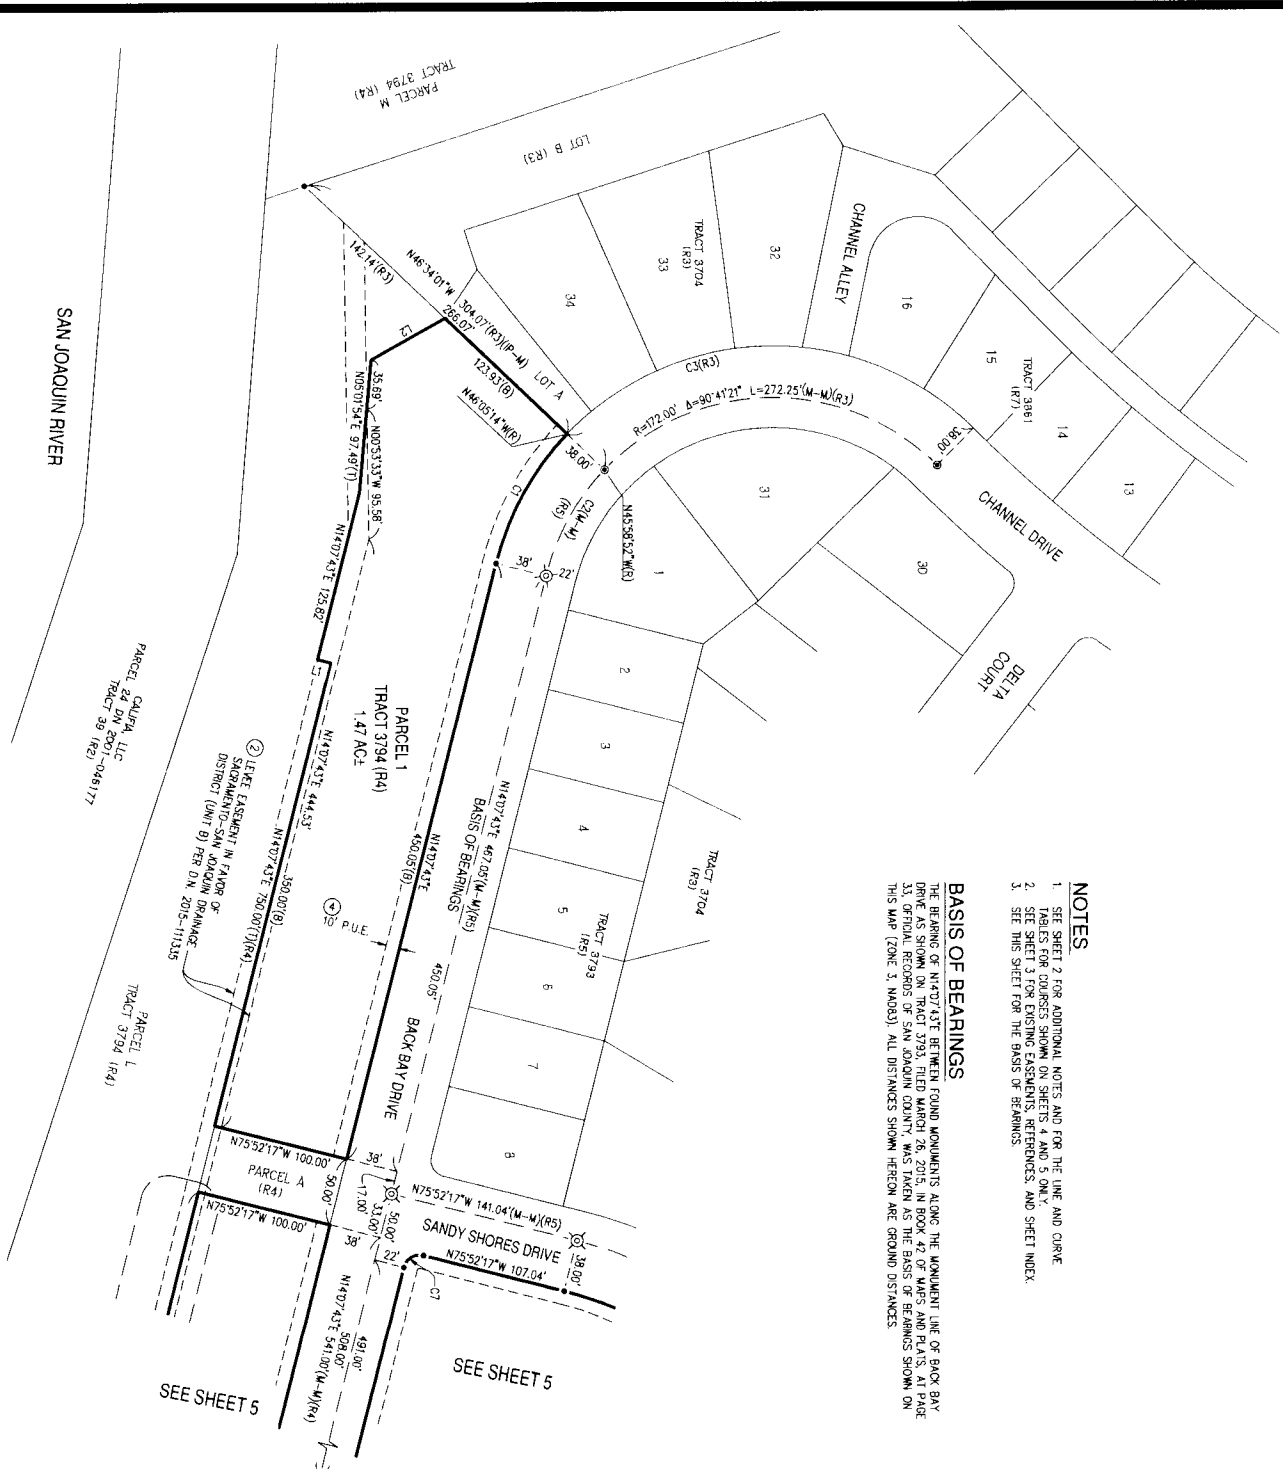 NOTES
1. SEE SHEET 2 FOR ADDITIONAL NOTES AND FOR THE LINE AND CURVE
TABLES FOR COURSES SHOWN ON SHEETS 4 AND 5 ONLY.
2. SEE SHEET 3 FOR EXISTING EASEMENTS, REFERENCES, AND SHEET INDEX.
3. SEE THIS SHEET FOR THE BASIS OF BEARINGS.
BASIS OF BEARINGS
THE BEARING OF N14°07'43"E BETWEEN FOUND MONUMENTS ALONG THE MONUMENT LINE OF BACK BAY
DRIVE AS SHOWN ON TRACT 3793, FILED MARCH 26, 2015, IN BOOK 42 OF MAPS AND PLATS, AT PAGE
33, OFFICIAL RECORDS OF SAN JOAQUIN COUNTY, WAS TAKEN AS THE BASIS OF BEARINGS SHOWN ON
THIS MAP (ZONE 3, NAD83). ALL DISTANCES SHOWN HEREON ARE GROUND DISTANCES.
PARCEL M
TRACT 3794 (R4)
LOT B (R3)
SAN JOAQUIN RIVER
142.14'(R3)
N46°34'01"W 304.07'(R3)(IP-M)
266.07'
LOT A
123.93'(B)
N46°05'14"W(R)
L2
34
TRACT 3704
(R3)
33
32
CHANNEL ALLEY
16
15
TRACT 3861
(R7)
14
13
C3(R3)
R=172.00' Δ=90°41'21" L=272.25'(M-M)(R3)
38.00'
CHANNEL DRIVE
38.00'
C2(M-M)
(R5)
C1
N45°58'52"W(R)
31
30
DELTA
COURT
1
2
3
4
5
6
7
8
38'
22'
35.69'
N00°53'33"W 95.58'
N05°01'54"E 97.49'(T)
N14°07'43"E 125.82'
L1
PARCEL 1
TRACT 3794 (R4)
1.47 AC±
N14°07'43"E 444.53'
350.00'(B)
N14°07'43"E 750.00'(T)(R4)
N14°07'43"E
450.05'(B)
N14°07'43"E 467.05'(M-M)(R5)
BASIS OF BEARINGS
450.05'
BACK BAY DRIVE
TRACT 3704
(R3)
TRACT 3793
(R5)
4
10' P.U.E.
2 LEVEE EASEMENT IN FAVOR OF
SACRAMENTO-SAN JOAQUIN DRAINAGE
DISTRICT (UNIT B) PER D.N. 2015-111335
CALIFIA, LLC
PARCEL 24 DN 2001-046177
TRACT 39 (R2)
PARCEL L
TRACT 3794 (R4)
N75°52'17"W 100.00'
PARCEL A
(R4)
N75°52'17"W 100.00'
50.00'
38'
17.00'
33.00'
50.00'
38'
22'
N75°52'17"W 141.04'(M-M)(R5)
SANDY SHORES DRIVE
N75°52'17"W 107.04'
38.00'
C7
491.00'
508.00'
N14°07'43"E 541.00'(M-M)(R4)
SEE SHEET 5
SEE SHEET 5